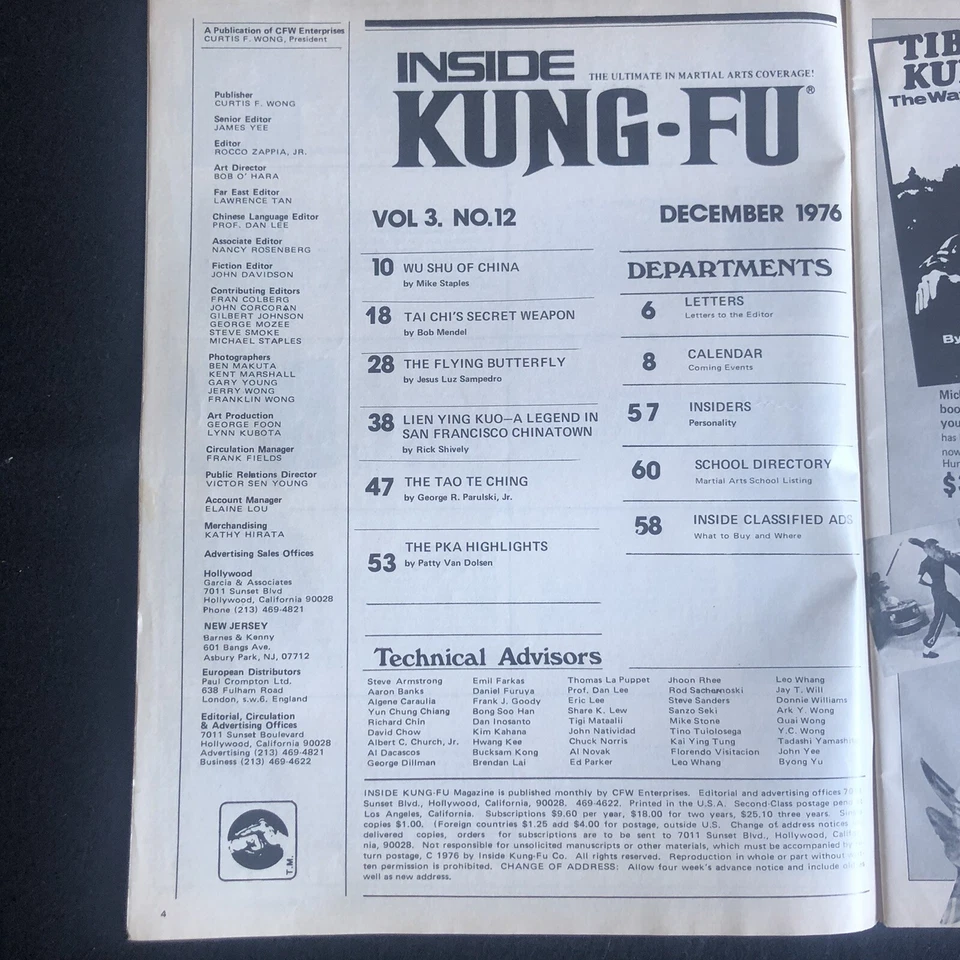 A Publication of CFW Enterprises
CURTIS F. WONG, President
Publisher
CURTIS F. WONG
Senior Editor
JAMES YEE
Editor
ROCCO ZAPPIA, JR.
Art Director
BOB O' HARA
Far East Editor
LAWRENCE TAN
Chinese Language Editor
PROF. DAN LEE
Associate Editor
NANCY ROSENBERG
Fiction Editor
JOHN DAVIDSON
Contributing Editors
FRAN COLBERG
JOHN CORCORAN
GILBERT JOHNSON
GEORGE MOZEE
STEVE SMOKE
MICHAEL STAPLES
Photographers
BEN MAKUTA
KENT MARSHALL
GARY YOUNG
JERRY WONG
FRANKLIN WONG
Art Production
GEORGE FOON
LYNN KUBOTA
Circulation Manager
FRANK FIELDS
Public Relations Director
VICTOR SEN YOUNG
Account Manager
ELAINE LOU
Merchandising
KATHY HIRATA
Advertising Sales Offices
Hollywood
Garcia & Associates
7011 Sunset Blvd
Hollywood, California 90028
Phone (213) 469-4821
NEW JERSEY
Barnes & Kenny
601 Bangs Ave.
Asbury Park, NJ, 07712
European Distributors
Paul Crompton Ltd.
638 Fulham Road
London, s.w.6. England
Editorial, Circulation
& Advertising Offices
7011 Sunset Boulevard
Hollywood, California 90028
Advertising (213) 469-4821
Business (213) 469-4622
T.M.
4
INSIDE THE ULTIMATE IN MARTIAL ARTS COVERAGE!
KUNG-FU®
VOL 3. NO.12 DECEMBER 1976
10 WU SHU OF CHINA
by Mike Staples
18 TAI CHI'S SECRET WEAPON
by Bob Mendel
28 THE FLYING BUTTERFLY
by Jesus Luz Sampedro
38 LIEN YING KUO—A LEGEND IN
SAN FRANCISCO CHINATOWN
by Rick Shively
47 THE TAO TE CHING
by George R. Parulski, Jr.
53 THE PKA HIGHLIGHTS
by Patty Van Dolsen
DEPARTMENTS
6 LETTERS
Letters to the Editor
8 CALENDAR
Coming Events
57 INSIDERS
Personality
60 SCHOOL DIRECTORY
Martial Arts School Listing
58 INSIDE CLASSIFIED ADS
What to Buy and Where
Technical Advisors
Steve Armstrong
Aaron Banks
Algene Caraulia
Yun Chung Chiang
Richard Chin
David Chow
Albert C. Church, Jr.
Al Dacascos
George Dillman
Emil Farkas
Daniel Furuya
Frank J. Goody
Bong Soo Han
Dan Inosanto
Kim Kahana
Hwang Kee
Bucksam Kong
Brendan Lai
Thomas La Puppet
Prof. Dan Lee
Eric Lee
Share K. Lew
Tigi Mataalii
John Natividad
Chuck Norris
Al Novak
Ed Parker
Jhoon Rhee
Rod Sacharnoski
Steve Sanders
Sanzo Seki
Mike Stone
Tino Tuiolosega
Kai Ying Tung
Florendo Visitacion
Leo Whang
Leo Whang
Jay T. Will
Donnie Williams
Ark Y. Wong
Quai Wong
Y.C. Wong
Tadashi Yamash
John Yee
Byong Yu
INSIDE KUNG-FU Magazine is published monthly by CFW Enterprises. Editorial and advertising offices 70
Sunset Blvd., Hollywood, California, 90028. 469-4622. Printed in the U.S.A. Second-Class postage pen
Los Angeles, California. Subscriptions $9.60 per year, $18.00 for two years, $25.10 three years.
copies $1.00. (Foreign countries $1.25 add $4.00 for postage, outside U.S. Change of address notices
delivered copies, orders for subscriptions are to be sent to 7011 Sunset Blvd., Hollywood, Calif
nia, 90028. Not responsible for unsolicited manuscripts or other materials, which must be accompanied
turn postage, C 1976 by Inside Kung-Fu Co. All rights reserved. Reproduction in whole or part without
ten permission is prohibited. CHANGE OF ADDRESS: Allow four week's advance notice and include old
well as new address.
TIB
KU
The Wa
By
Mic
boo
you
has
now
Hur